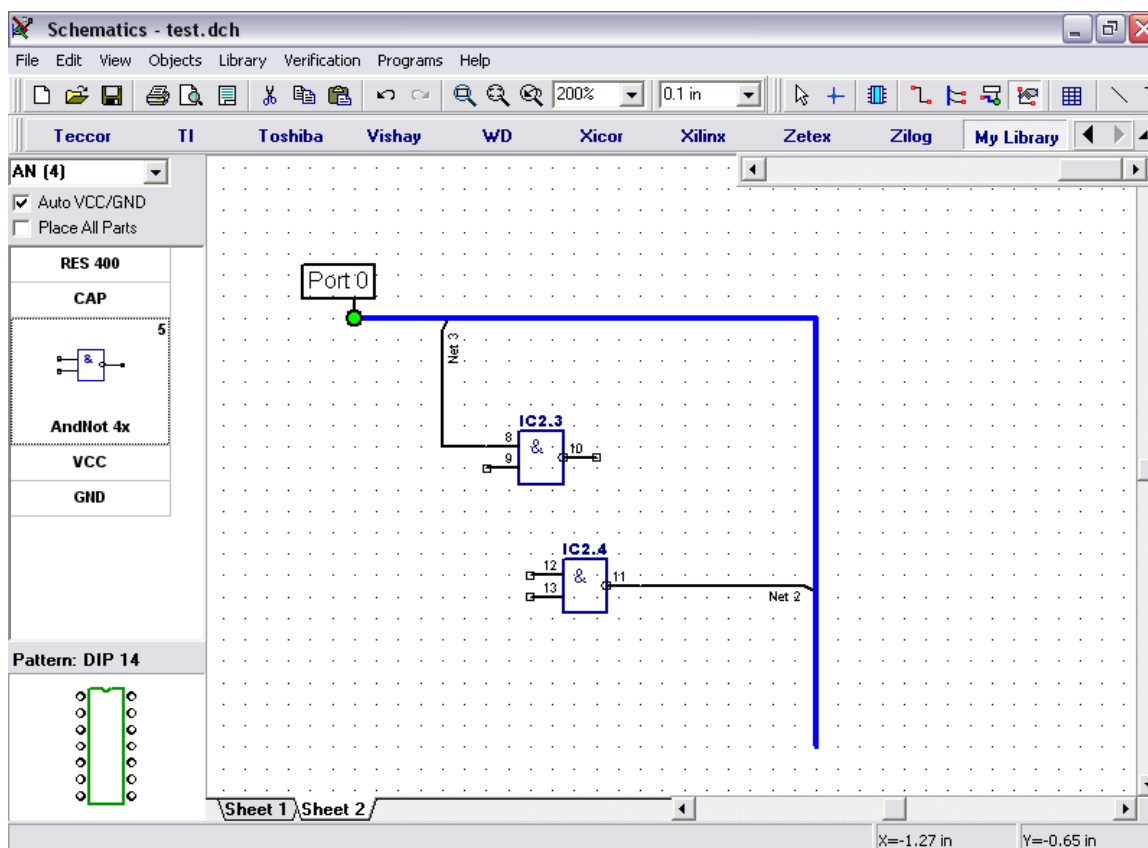 Schematics - test.dch
File Edit View Objects Library Verification Programs Help
200% 0.1 in
Teccor TI Toshiba Vishay WD Xicor Xilinx Zetex Zilog My Library
AN (4)
Auto VCC/GND
Place All Parts
RES 400
CAP
5
&
AndNot 4x
VCC
GND
Pattern: DIP 14
Port 0
Net 3
IC2.3
8 & 10
9
IC2.4
12 & 11
13
Net 2
Sheet 1 Sheet 2
X=-1.27 in Y=-0.65 in